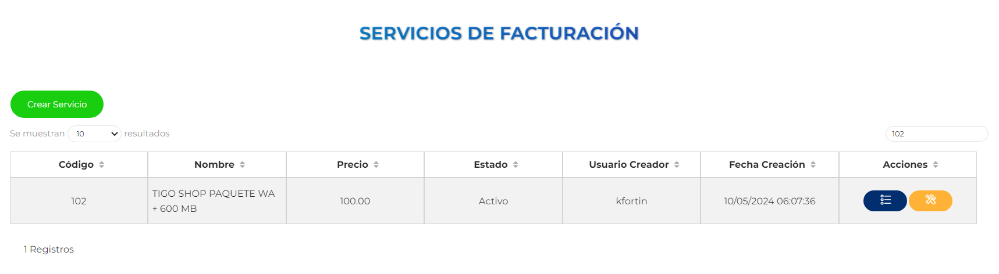 SERVICIOS DE FACTURACIÓN
Crear Servicio
Se muestran 10 resultados
102
Código Nombre Precio Estado Usuario Creador Fecha Creación Acciones
102 TIGO SHOP PAQUETE WA 100.00 Activo kfortin 10/05/2024 06:07:36
+ 600 MB
1 Registros